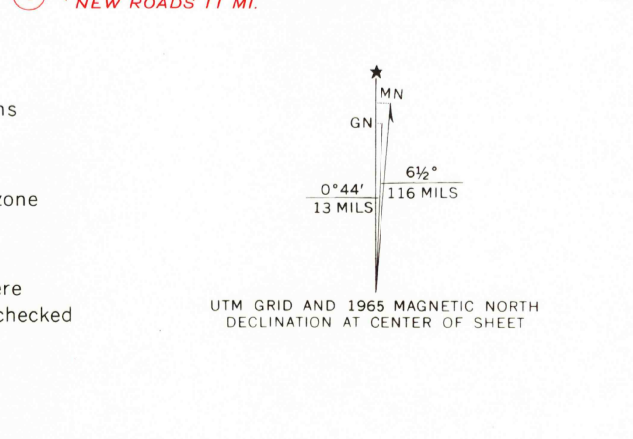 NEW ROADS 11 MI.
ns
MN
GN
6½°
116 MILS
0°44'
13 MILS
zone
ere
checked
UTM GRID AND 1965 MAGNETIC NORTH
DECLINATION AT CENTER OF SHEET